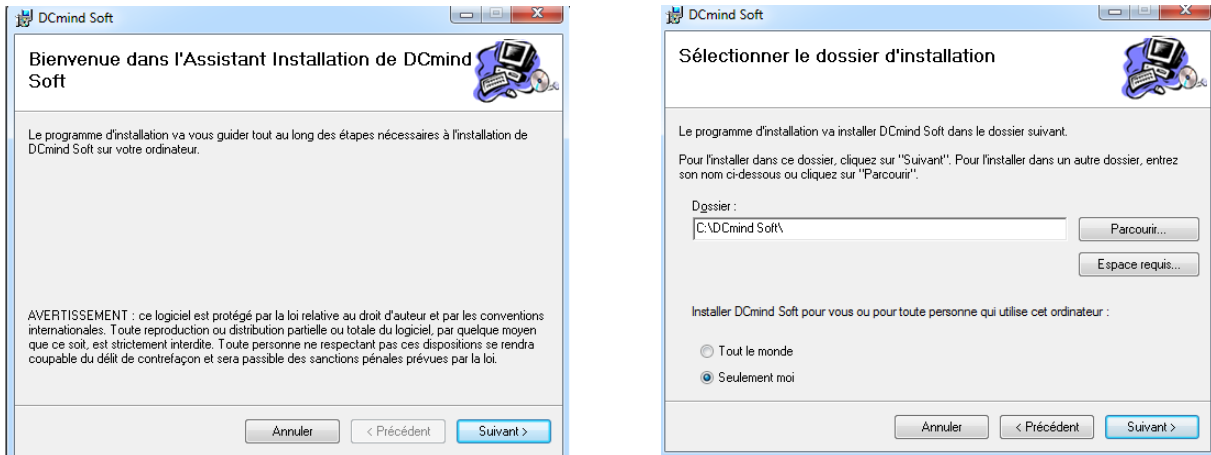 DCmind Soft
Bienvenue dans l'Assistant Installation de DCmind
Soft
Le programme d'installation va vous guider tout au long des étapes nécessaires à l'installation de
DCmind Soft sur votre ordinateur.
AVERTISSEMENT : ce logiciel est protégé par la loi relative au droit d'auteur et par les conventions
internationales. Toute reproduction ou distribution partielle ou totale du logiciel, par quelque moyen
que ce soit, est strictement interdite. Toute personne ne respectant pas ces dispositions se rendra
coupable du délit de contrefaçon et sera passible des sanctions pénales prévues par la loi.
Annuler
< Précédent
Suivant >
DCmind Soft
Sélectionner le dossier d'installation
Le programme d'installation va installer DCmind Soft dans le dossier suivant.
Pour l'installer dans ce dossier, cliquez sur "Suivant". Pour l'installer dans un autre dossier, entrez
son nom ci-dessous ou cliquez sur "Parcourir".
Dossier :
C:\DCmind Soft\
Parcourir...
Espace requis...
Installer DCmind Soft pour vous ou pour toute personne qui utilise cet ordinateur :
Tout le monde
Seulement moi
Annuler
< Précédent
Suivant >